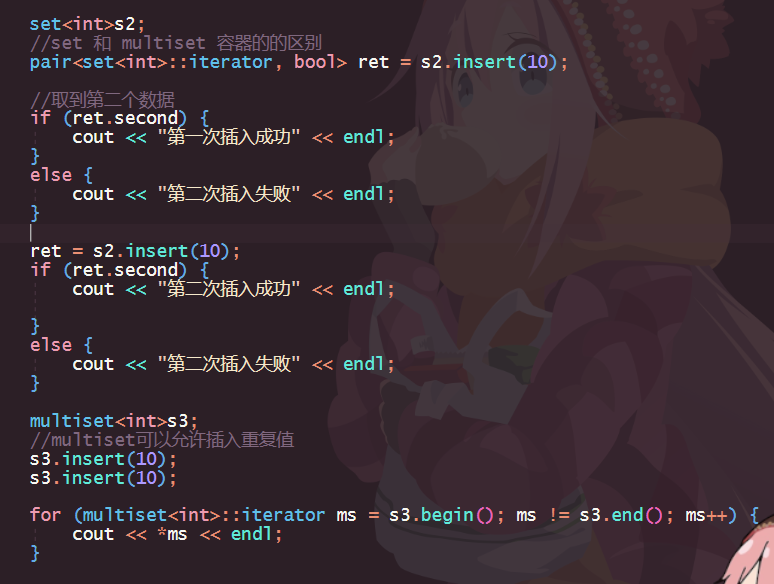 set<int>s2;
//set 和 multiset 容器的的区别
pair<set<int>::iterator, bool> ret = s2.insert(10);
//取到第二个数据
if (ret.second) {
cout << "第一次插入成功" << endl;
}
else {
cout << "第二次插入失败" << endl;
}
ret = s2.insert(10);
if (ret.second) {
cout << "第二次插入成功" << endl;
}
else {
cout << "第二次插入失败" << endl;
}
multiset<int>s3;
//multiset可以允许插入重复值
s3.insert(10);
s3.insert(10);
for (multiset<int>::iterator ms = s3.begin(); ms != s3.end(); ms++) {
cout << *ms << endl;
}